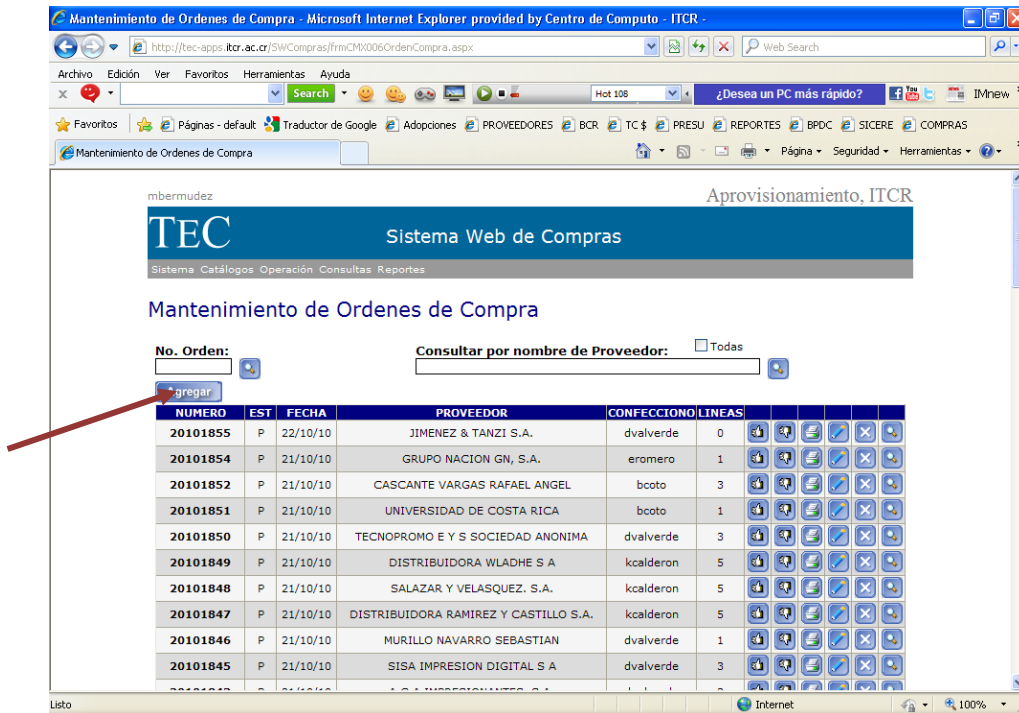 Mantenimiento de Ordenes de Compra - Microsoft Internet Explorer provided by Centro de Computo - ITCR -
http://tec-apps.itcr.ac.cr/SWCompras/frmCMX006OrdenCompra.aspx
Web Search
Archivo Edición Ver Favoritos Herramientas Ayuda
x Search Hot 108 ¿Desea un PC más rápido? IMnew
Favoritos Páginas - default Traductor de Google Adopciones PROVEEDORES BCR TC $ PRESU REPORTES BPDC SICERE COMPRAS
Mantenimiento de Ordenes de Compra Página Seguridad Herramientas
mbermudez Aprovisionamiento, ITCR
TEC Sistema Web de Compras
Sistema Catálogos Operación Consultas Reportes
Mantenimiento de Ordenes de Compra
No. Orden: Consultar por nombre de Proveedor: Todas
Agregar
NUMERO EST FECHA PROVEEDOR CONFECCIONO LINEAS
20101855 P 22/10/10 JIMENEZ & TANZI S.A. dvalverde 0
20101854 P 21/10/10 GRUPO NACION GN, S.A. eromero 1
20101852 P 21/10/10 CASCANTE VARGAS RAFAEL ANGEL bcoto 3
20101851 P 21/10/10 UNIVERSIDAD DE COSTA RICA bcoto 1
20101850 P 21/10/10 TECNOPROMO E Y S SOCIEDAD ANONIMA dvalverde 3
20101849 P 21/10/10 DISTRIBUIDORA WLADHE S A kcalderon 5
20101848 P 21/10/10 SALAZAR Y VELASQUEZ. S.A. kcalderon 5
20101847 P 21/10/10 DISTRIBUIDORA RAMIREZ Y CASTILLO S.A. kcalderon 5
20101846 P 21/10/10 MURILLO NAVARRO SEBASTIAN dvalverde 1
20101845 P 21/10/10 SISA IMPRESION DIGITAL S A dvalverde 3
Listo Internet 100%